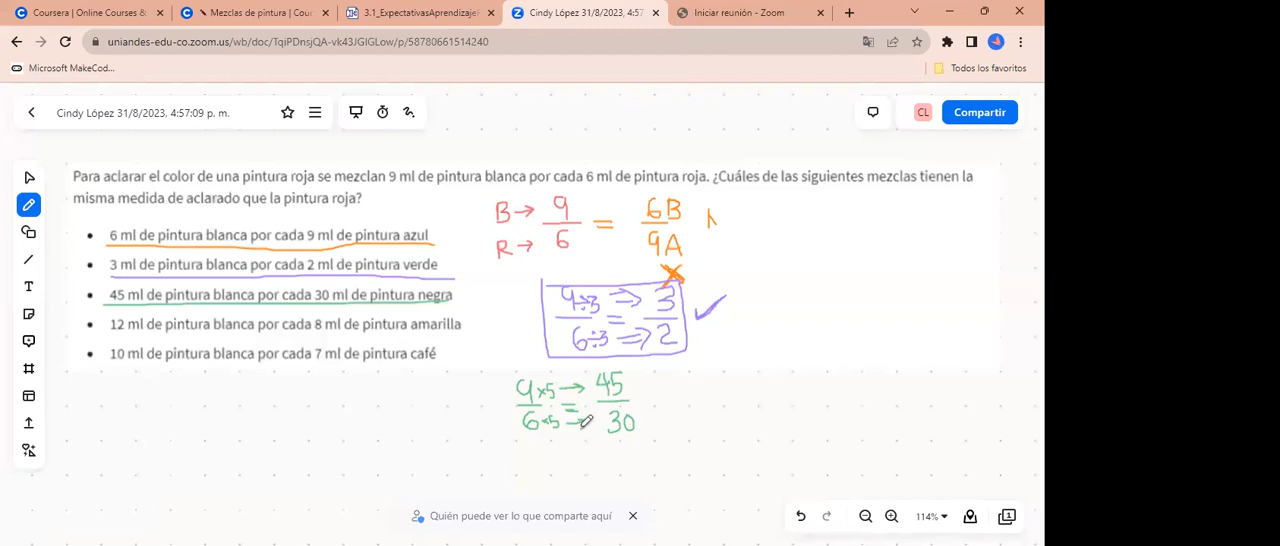 Coursera | Online Courses &
Mezclas de pintura | Cour
3.1_ExpectativasAprendizajeF
Cindy López 31/8/2023, 4:57
Iniciar reunión - Zoom
uniandes-edu-co.zoom.us/wb/doc/TqiPDnsjQA-vk43JGIGLow/p/58780661514240
Microsoft MakeCod...
Todos los favoritos
Cindy López 31/8/2023, 4:57:09 p. m.
CL
Compartir
Para aclarar el color de una pintura roja se mezclan 9 ml de pintura blanca por cada 6 ml de pintura roja. ¿Cuáles de las siguientes mezclas tienen la
misma medida de aclarado que la pintura roja?
6 ml de pintura blanca por cada 9 ml de pintura azul
3 ml de pintura blanca por cada 2 ml de pintura verde
45 ml de pintura blanca por cada 30 ml de pintura negra
12 ml de pintura blanca por cada 8 ml de pintura amarilla
10 ml de pintura blanca por cada 7 ml de pintura café
B → 9 = 6B
R → 6 9A
9÷3 ⇒ 3
=
6÷3 ⇒ 2
9×5 → 45
=
6×5 → 30
Quién puede ver lo que comparte aquí
114%
1